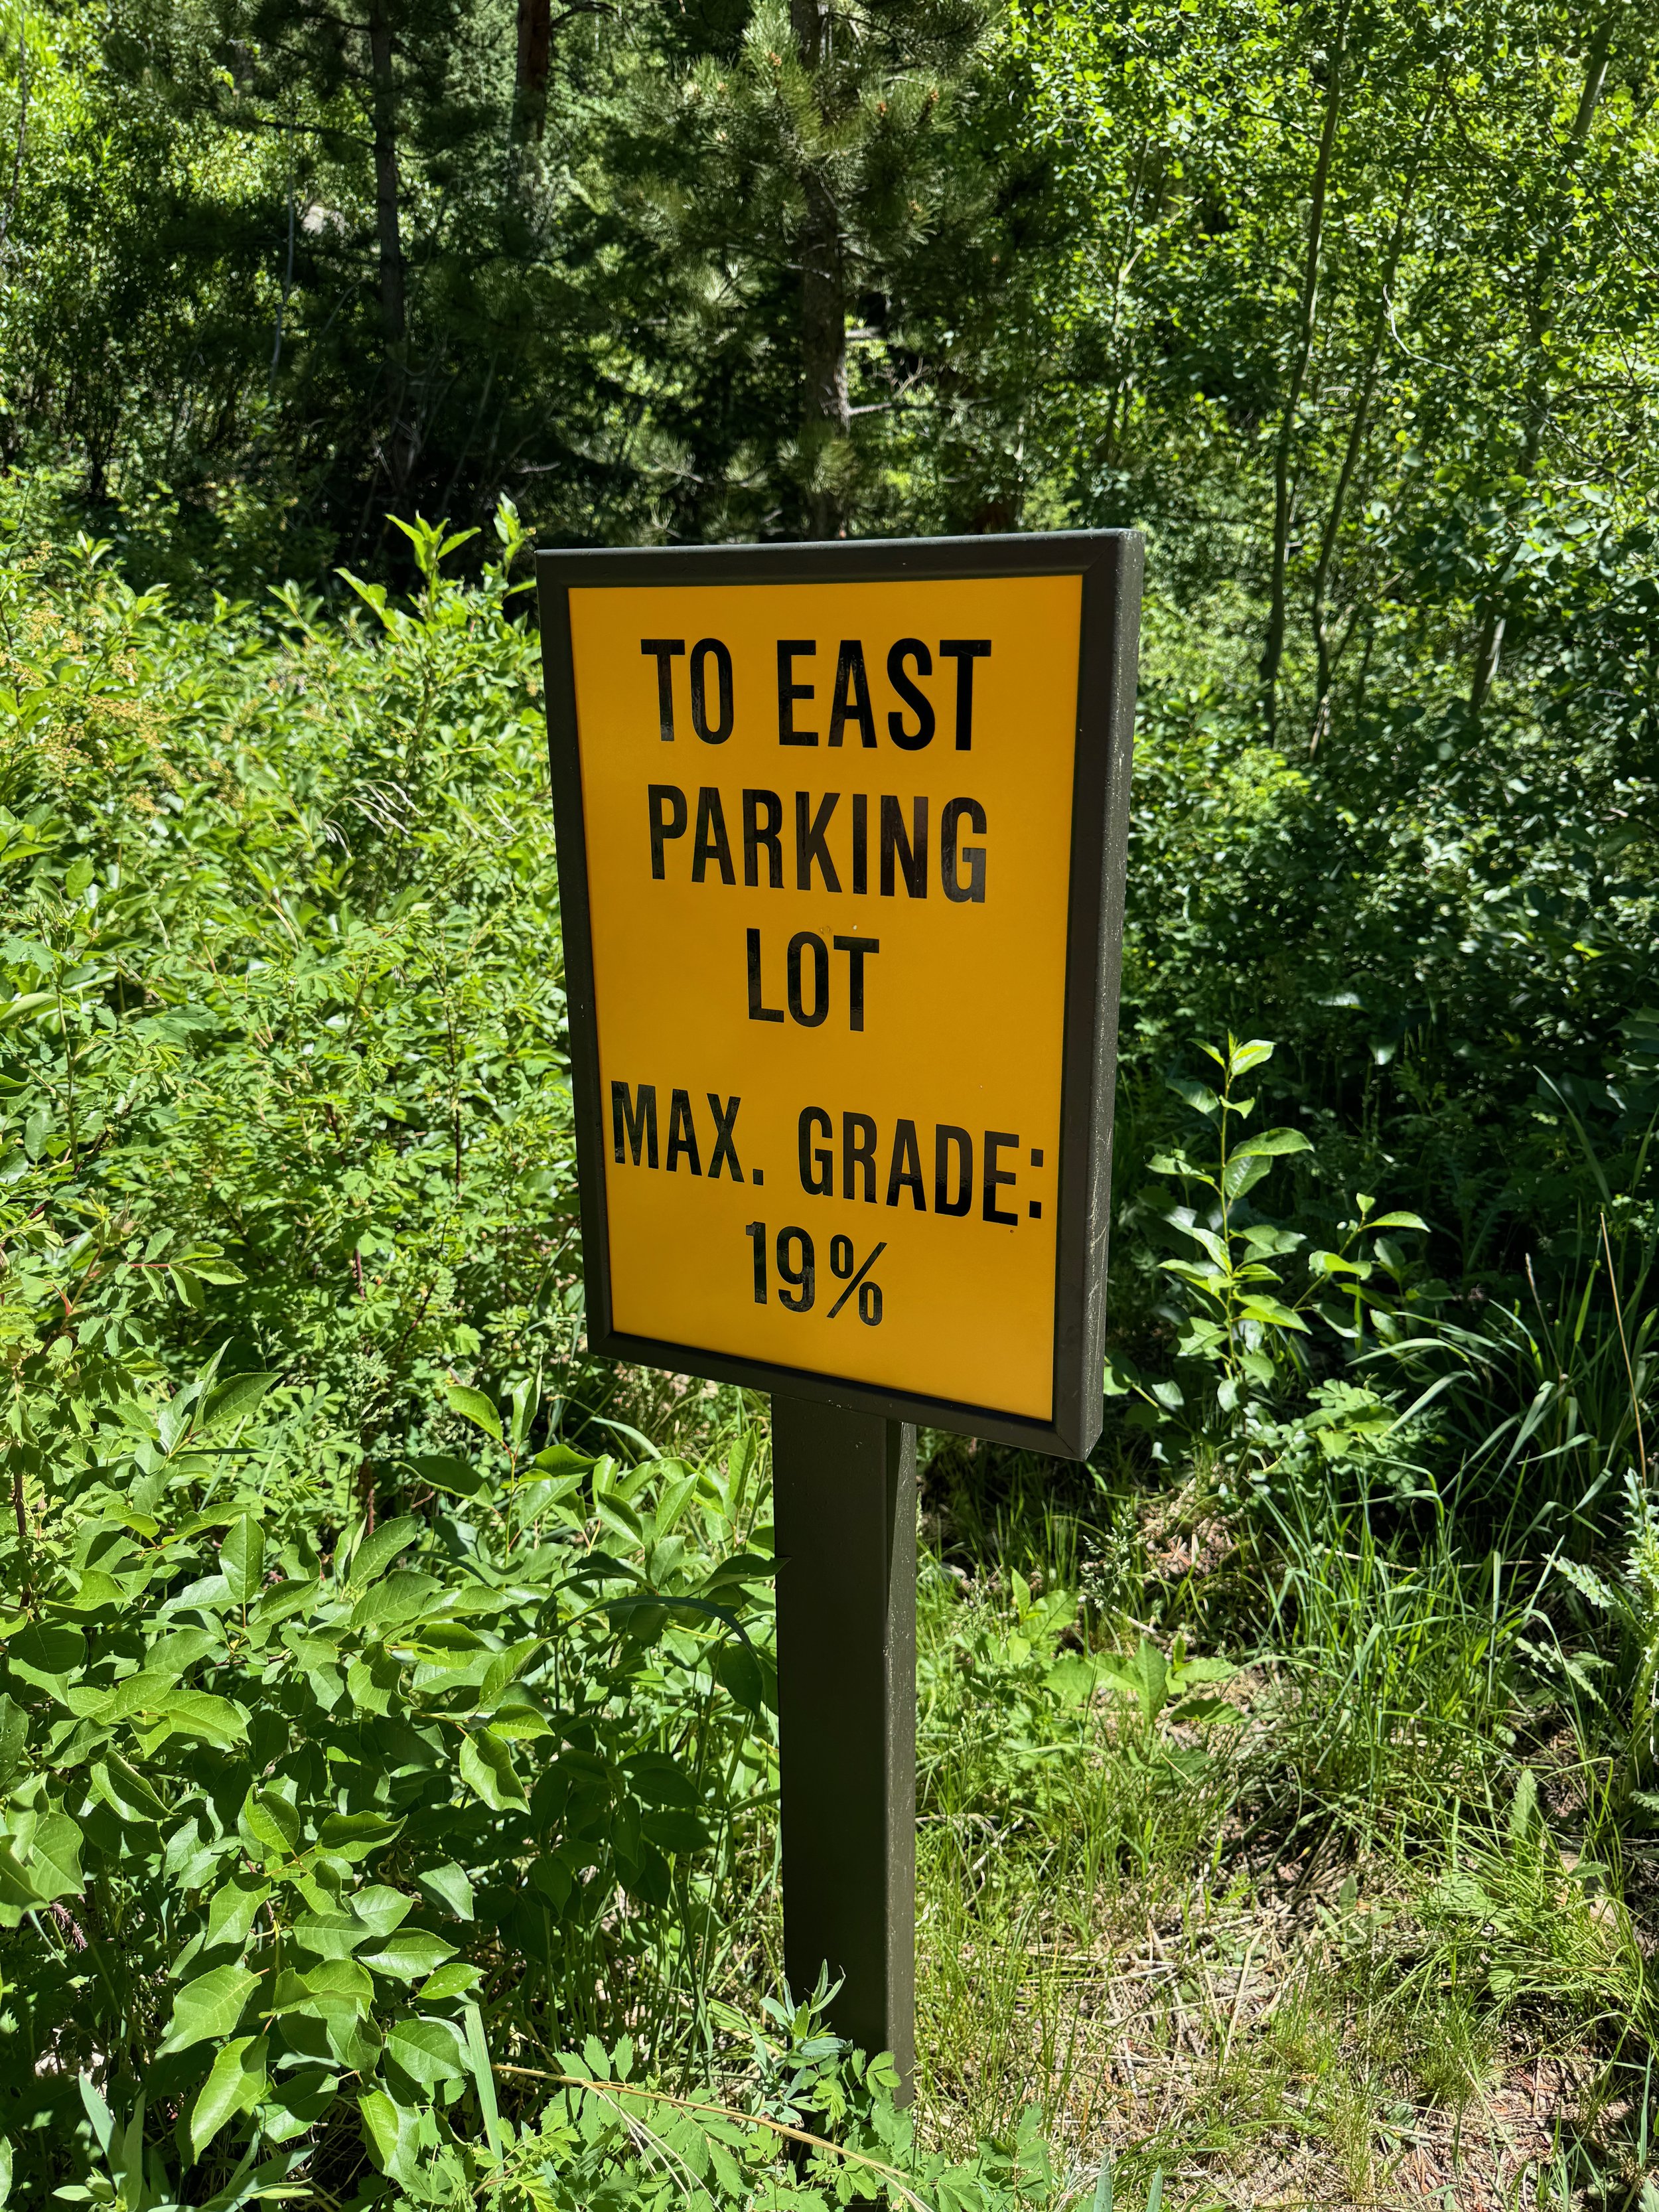 TO EAST
PARKING
LOT
MAX. GRADE:
19%